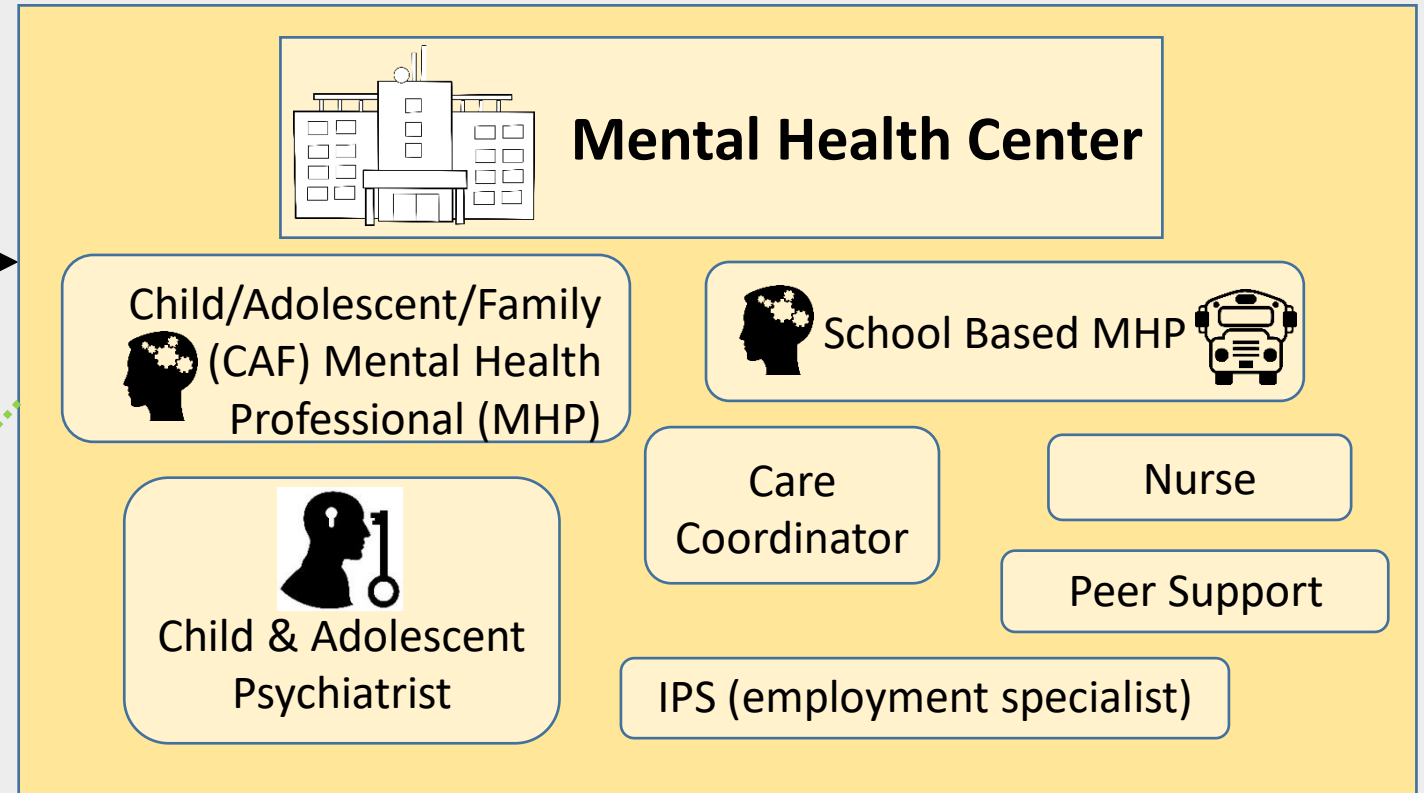 Mental Health Center
Child/Adolescent/Family
(CAF) Mental Health
Professional (MHP)
School Based MHP
Care
Coordinator
Nurse
Peer Support
Child & Adolescent
Psychiatrist
IPS (employment specialist)